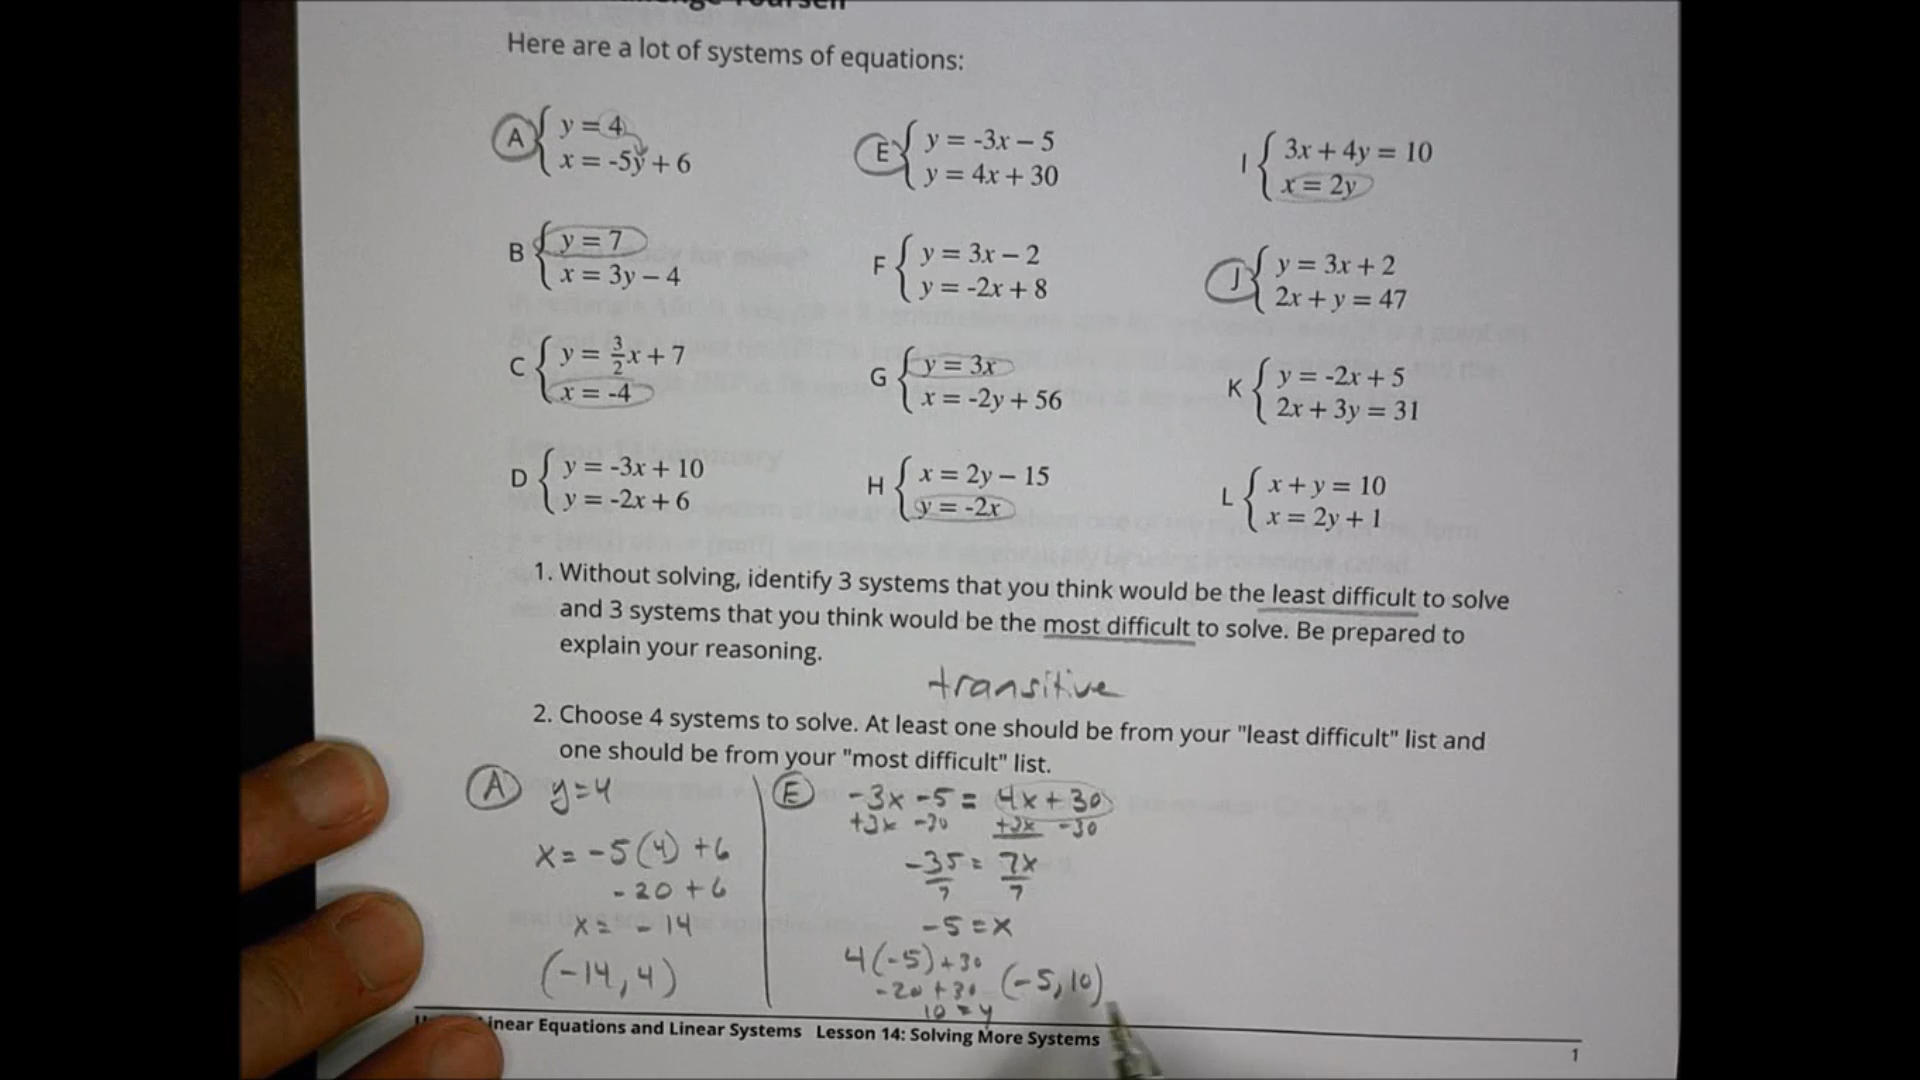 Here are a lot of systems of equations:
A { y = 4
x = -5y + 6
B { y = 7
x = 3y – 4
C { y = 3/2 x + 7
x = -4
D { y = -3x + 10
y = -2x + 6
E { y = -3x – 5
y = 4x + 30
F { y = 3x – 2
y = -2x + 8
G { y = 3x
x = -2y + 56
H { x = 2y – 15
y = -2x
I { 3x + 4y = 10
x = 2y
J { y = 3x + 2
2x + y = 47
K { y = -2x + 5
2x + 3y = 31
L { x + y = 10
x = 2y + 1
1. Without solving, identify 3 systems that you think would be the least difficult to solve
and 3 systems that you think would be the most difficult to solve. Be prepared to
explain your reasoning.
transitive
2. Choose 4 systems to solve. At least one should be from your "least difficult" list and
one should be from your "most difficult" list.
A y=4
x = -5(4) +6
-20 +6
x = -14
(-14, 4)
E -3x -5 = 4x + 30
+3x -30 +3x -30
-35 = 7x
7 7
-5 = x
4(-5) +30
-20 +30
10 = y
(-5, 10)
Linear Equations and Linear Systems Lesson 14: Solving More Systems
1